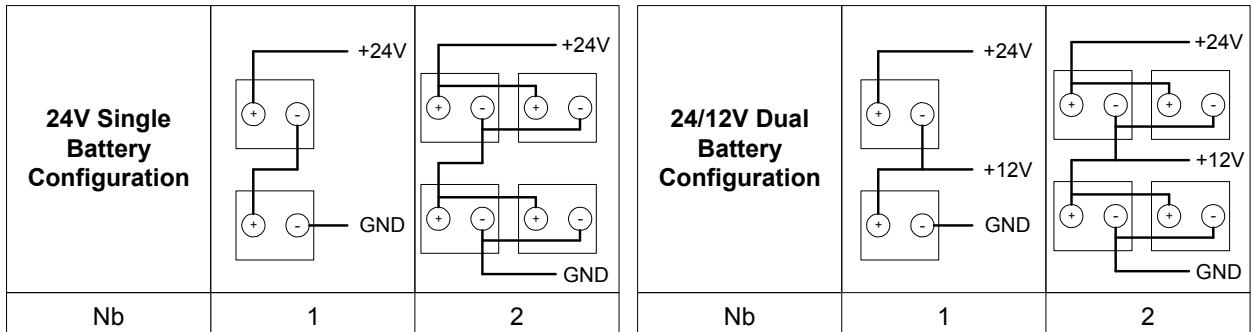 24V Single
Battery
Configuration
+24V
+ -
+ -
GND
+24V
+ - + -
+ - + -
GND
Nb
1
2
24/12V Dual
Battery
Configuration
+24V
+ -
+12V
+ -
GND
+24V
+ - + -
+12V
+ - + -
GND
Nb
1
2